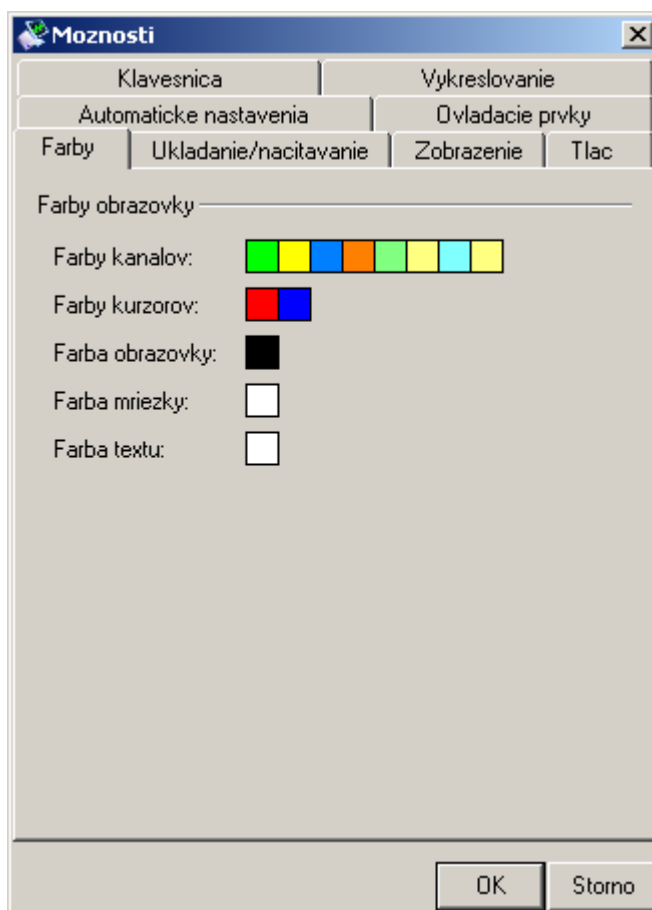 Moznosti
Klavesnica Vykreslovanie
Automaticke nastavenia Ovladacie prvky
Farby Ukladanie/nacitavanie Zobrazenie Tlac
Farby obrazovky
Farby kanalov:
Farby kurzorov:
Farba obrazovky:
Farba mriezky:
Farba textu:
OK Storno